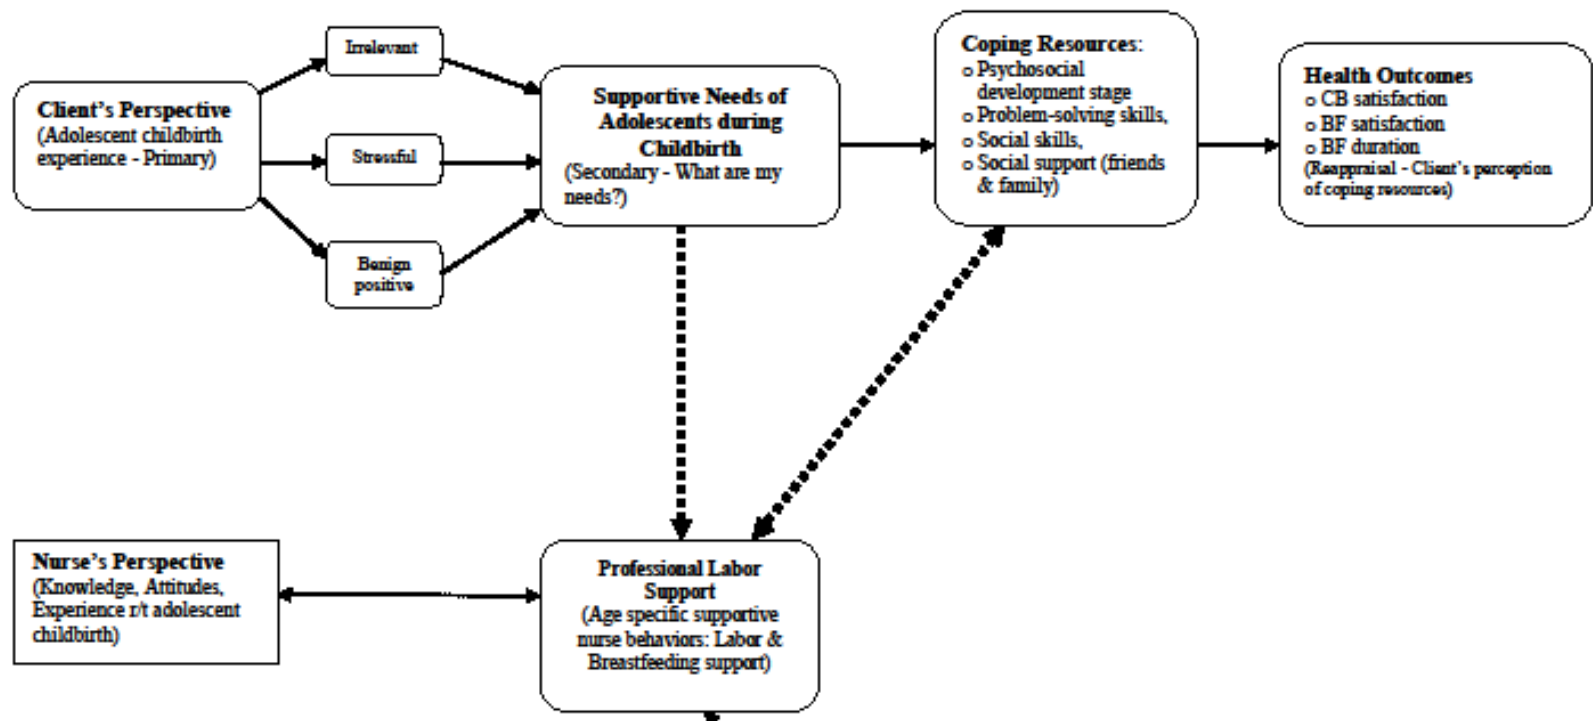 Client's Perspective
(Adolescent childbirth
experience - Primary)
Irrelevant
Stressful
Benign
positive
Supportive Needs of
Adolescents during
Childbirth
(Secondary - What are my
needs?)
Coping Resources:
o Psychosocial
development stage
o Problem-solving skills,
o Social skills,
o Social support (friends
& family)
Health Outcomes
o CB satisfaction
o BF satisfaction
o BF duration
(Reappraisal - Client's perception
of coping resources)
Nurse's Perspective
(Knowledge, Attitudes,
Experience r/t adolescent
childbirth)
Professional Labor
Support
(Age specific supportive
nurse behaviors: Labor &
Breastfeeding support)